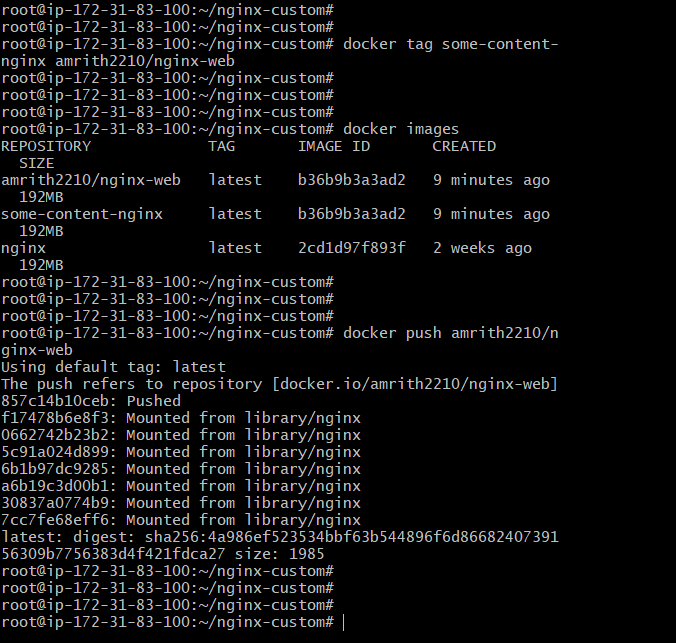 root@ip-172-31-83-100:~/nginx-custom#
root@ip-172-31-83-100:~/nginx-custom#
root@ip-172-31-83-100:~/nginx-custom# docker tag some-content-
nginx amrith2210/nginx-web
root@ip-172-31-83-100:~/nginx-custom#
root@ip-172-31-83-100:~/nginx-custom#
root@ip-172-31-83-100:~/nginx-custom#
root@ip-172-31-83-100:~/nginx-custom# docker images
REPOSITORY             TAG       IMAGE ID       CREATED
  SIZE
amrith2210/nginx-web   latest    b36b9b3a3ad2   9 minutes ago
  192MB
some-content-nginx     latest    b36b9b3a3ad2   9 minutes ago
  192MB
nginx                  latest    2cd1d97f893f   2 weeks ago
  192MB
root@ip-172-31-83-100:~/nginx-custom#
root@ip-172-31-83-100:~/nginx-custom#
root@ip-172-31-83-100:~/nginx-custom#
root@ip-172-31-83-100:~/nginx-custom# docker push amrith2210/n
ginx-web
Using default tag: latest
The push refers to repository [docker.io/amrith2210/nginx-web]
857c14b10ceb: Pushed
f17478b6e8f3: Mounted from library/nginx
0662742b23b2: Mounted from library/nginx
5c91a024d899: Mounted from library/nginx
6b1b97dc9285: Mounted from library/nginx
a6b19c3d00b1: Mounted from library/nginx
30837a0774b9: Mounted from library/nginx
7cc7fe68eff6: Mounted from library/nginx
latest: digest: sha256:4a986ef523534bbf63b544896f6d86682407391
56309b7756383d4f421fdca27 size: 1985
root@ip-172-31-83-100:~/nginx-custom#
root@ip-172-31-83-100:~/nginx-custom#
root@ip-172-31-83-100:~/nginx-custom#
root@ip-172-31-83-100:~/nginx-custom#